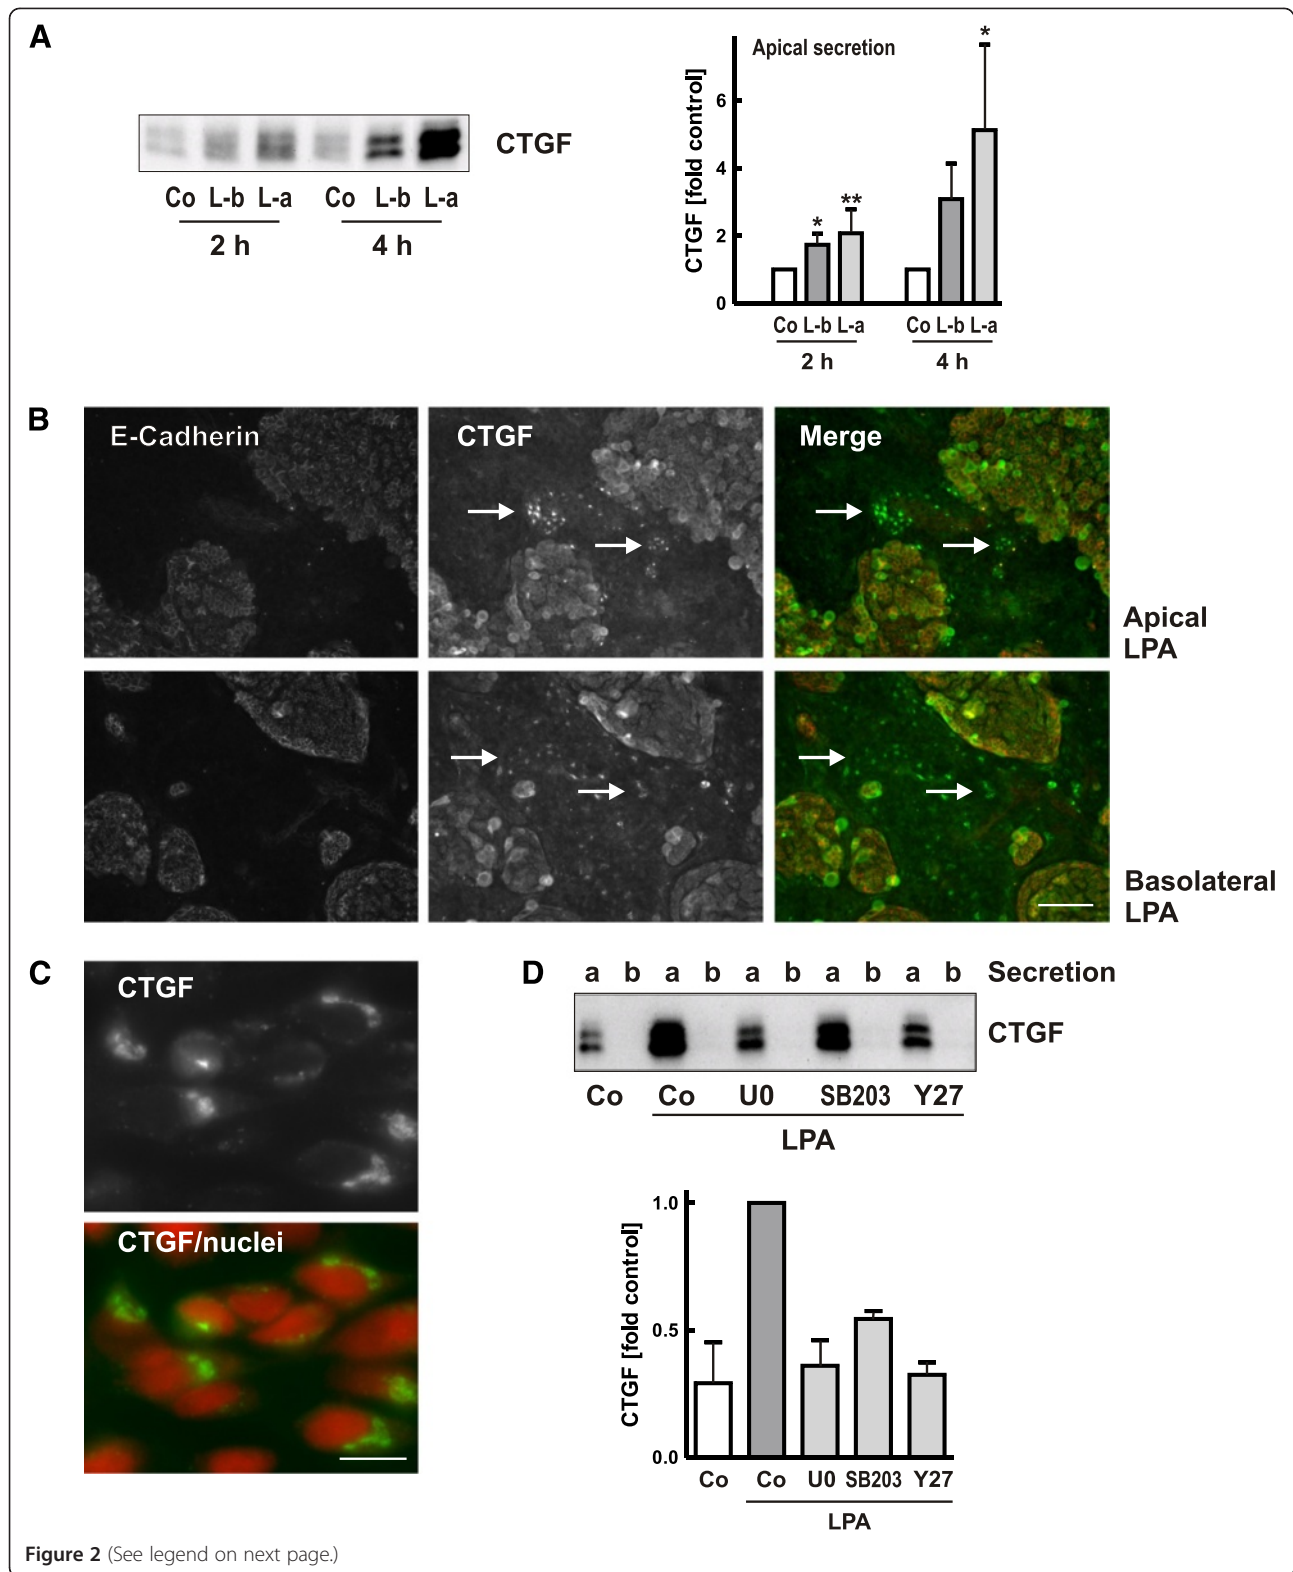 A
CTGF
Co L-b L-a Co L-b L-a
2 h 4 h
Apical secretion
CTGF [fold control]
6
4
2
0
* ** *
Co L-b L-a Co L-b L-a
2 h 4 h
B
E-Cadherin CTGF Merge
Apical
LPA
Basolateral
LPA
C
CTGF
CTGF/nuclei
D
a b a b a b a b a b Secretion
CTGF
Co Co U0 SB203 Y27
LPA
CTGF [fold control]
1.0
0.5
0.0
Co Co U0 SB203 Y27
LPA
Figure 2 (See legend on next page.)